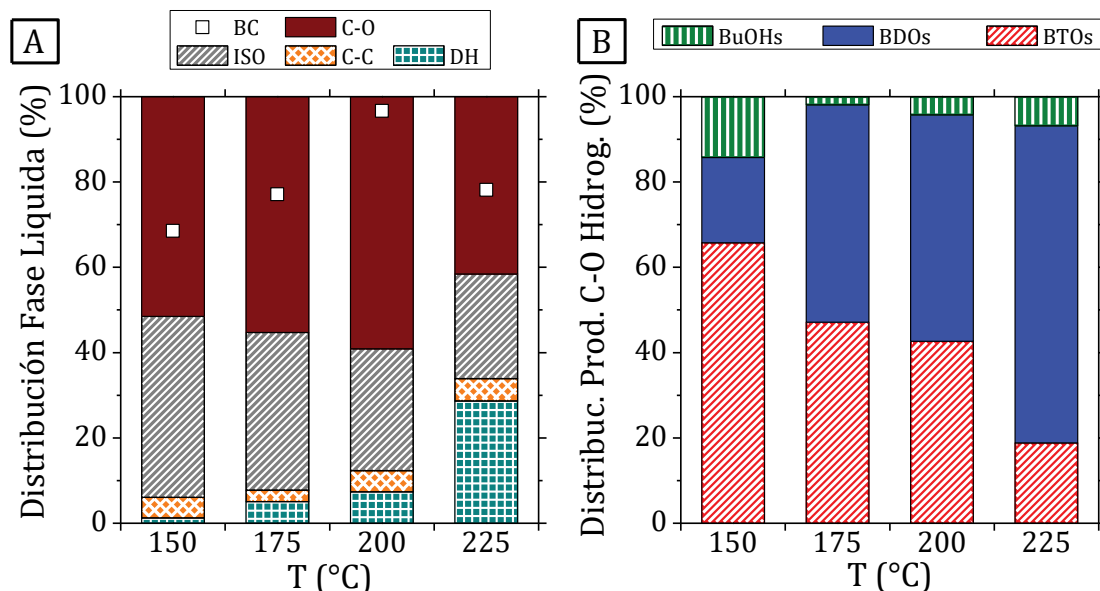 A
BC
C-O
ISO
C-C
DH
Distribución Fase Liquida (%)
100
80
60
40
20
0
150
175
200
225
T (°C)
B
BuOHs
BDOs
BTOs
Distribuc. Prod. C-O Hidrog. (%)
100
80
60
40
20
0
150
175
200
225
T (°C)